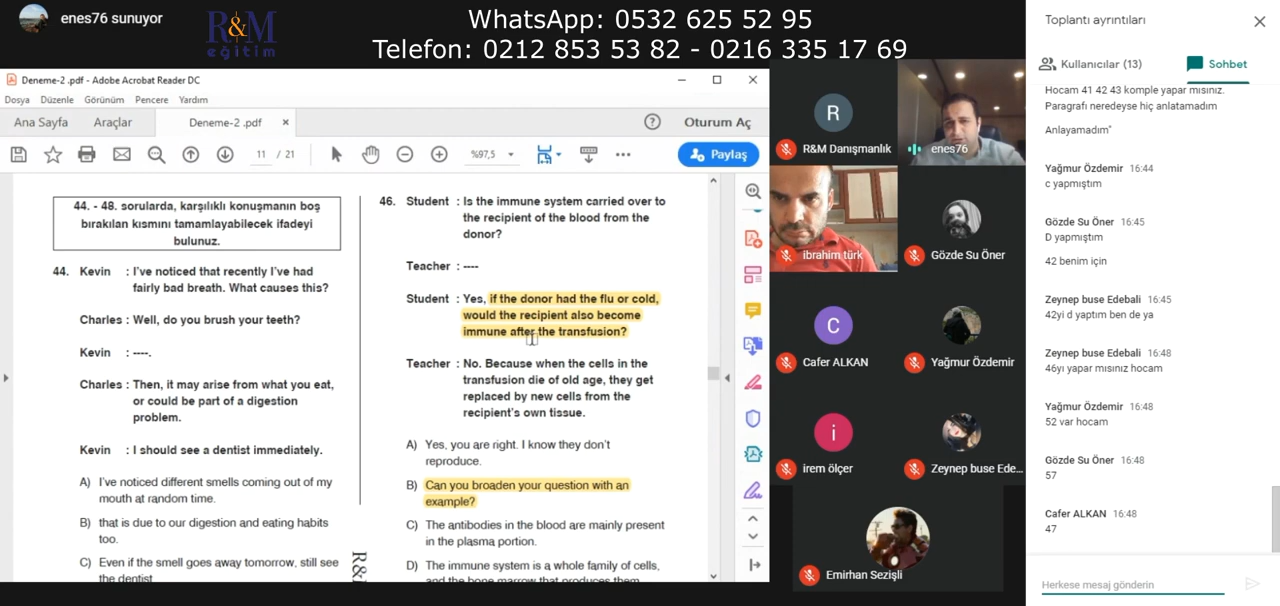 enes76 sunuyor
R&M
eğitim
WhatsApp: 0532 625 52 95
Telefon: 0212 853 53 82 - 0216 335 17 69
Deneme-2 .pdf - Adobe Acrobat Reader DC
Dosya Düzenle Görünüm Pencere Yardım
Ana Sayfa Araçlar Deneme-2 .pdf × Oturum Aç
11 / 21 %97,5 Paylaş
44. - 48. sorularda, karşılıklı konuşmanın boş
bırakılan kısmını tamamlayabilecek ifadeyi
bulunuz.
44. Kevin : I've noticed that recently I've had
fairly bad breath. What causes this?
Charles : Well, do you brush your teeth?
Kevin : ----.
Charles : Then, it may arise from what you eat,
or could be part of a digestion
problem.
Kevin : I should see a dentist immediately.
A) I've noticed different smells coming out of my
mouth at random time.
B) that is due to our digestion and eating habits
too.
C) Even if the smell goes away tomorrow, still see
the dentist
R&
46. Student : Is the immune system carried over to
the recipient of the blood from the
donor?
Teacher : ----
Student : Yes, if the donor had the flu or cold,
would the recipient also become
immune after the transfusion?
Teacher : No. Because when the cells in the
transfusion die of old age, they get
replaced by new cells from the
recipient's own tissue.
A) Yes, you are right. I know they don't
reproduce.
B) Can you broaden your question with an
example?
C) The antibodies in the blood are mainly present
in the plasma portion.
D) The immune system is a whole family of cells,
and the bone marrow that produces them
R
R&M Danışmanlık
enes76
ibrahim türk
Gözde Su Öner
C
Cafer ALKAN
Yağmur Özdemir
i
irem ölçer
Zeynep buse Ede...
Emirhan Sezişli
Toplantı ayrıntıları
Kullanıcılar (13) Sohbet
Hocam 41 42 43 komple yapar mısınız.
Paragrafı neredeyse hiç anlatamadım
Anlayamadım"
Yağmur Özdemir 16:44
c yapmıştım
Gözde Su Öner 16:45
D yapmıştım
42 benim için
Zeynep buse Edebali 16:45
42yi d yaptım ben de ya
Zeynep buse Edebali 16:48
46yı yapar mısınız hocam
Yağmur Özdemir 16:48
52 var hocam
Gözde Su Öner 16:48
57
Cafer ALKAN 16:48
47
Herkese mesaj gönderin